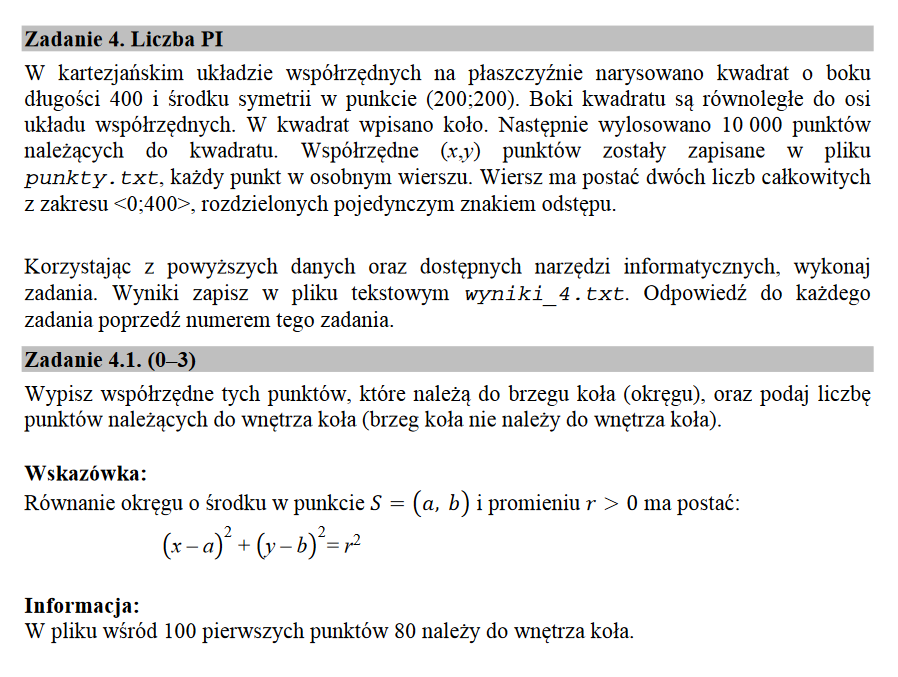 Zadanie 4. Liczba PI
W kartezjańskim układzie współrzędnych na płaszczyźnie narysowano kwadrat o boku
długości 400 i środku symetrii w punkcie (200;200). Boki kwadratu są równoległe do osi
układu współrzędnych. W kwadrat wpisano koło. Następnie wylosowano 10 000 punktów
należących do kwadratu. Współrzędne (x,y) punktów zostały zapisane w pliku
punkty.txt, każdy punkt w osobnym wierszu. Wiersz ma postać dwóch liczb całkowitych
z zakresu <0;400>, rozdzielonych pojedynczym znakiem odstępu.
Korzystając z powyższych danych oraz dostępnych narzędzi informatycznych, wykonaj
zadania. Wyniki zapisz w pliku tekstowym wyniki_4.txt. Odpowiedź do każdego
zadania poprzedź numerem tego zadania.
Zadanie 4.1. (0–3)
Wypisz współrzędne tych punktów, które należą do brzegu koła (okręgu), oraz podaj liczbę
punktów należących do wnętrza koła (brzeg koła nie należy do wnętrza koła).
Wskazówka:
Równanie okręgu o środku w punkcie S = (a, b) i promieniu r > 0 ma postać:
(x – a)² + (y – b)² = r²
Informacja:
W pliku wśród 100 pierwszych punktów 80 należy do wnętrza koła.